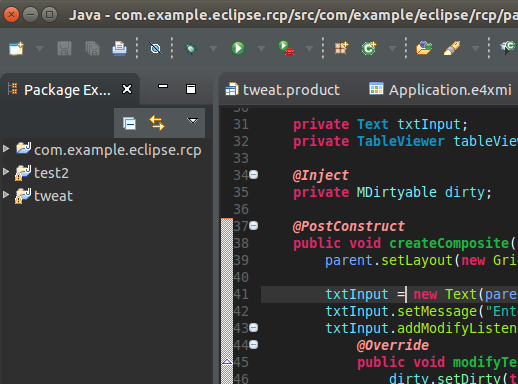 Java - com.example.eclipse.rcp/src/com/example/eclipse/rcp/pa
Package Ex...
tweat.product
Application.e4xmi
com.example.eclipse.rcp
test2
tweat
30
31 private Text txtInput;
32 private TableViewer tableView
33
34 @Inject
35 private MDirtyable dirty;
36
37 @PostConstruct
38 public void createComposite(
39 parent.setLayout(new Gri
40
41 txtInput = new Text(pare
42 txtInput.setMessage("Ent
43 txtInput.addModifyListen
44 @Override
45 public void modifyTe
46 dirty.setDirty(t